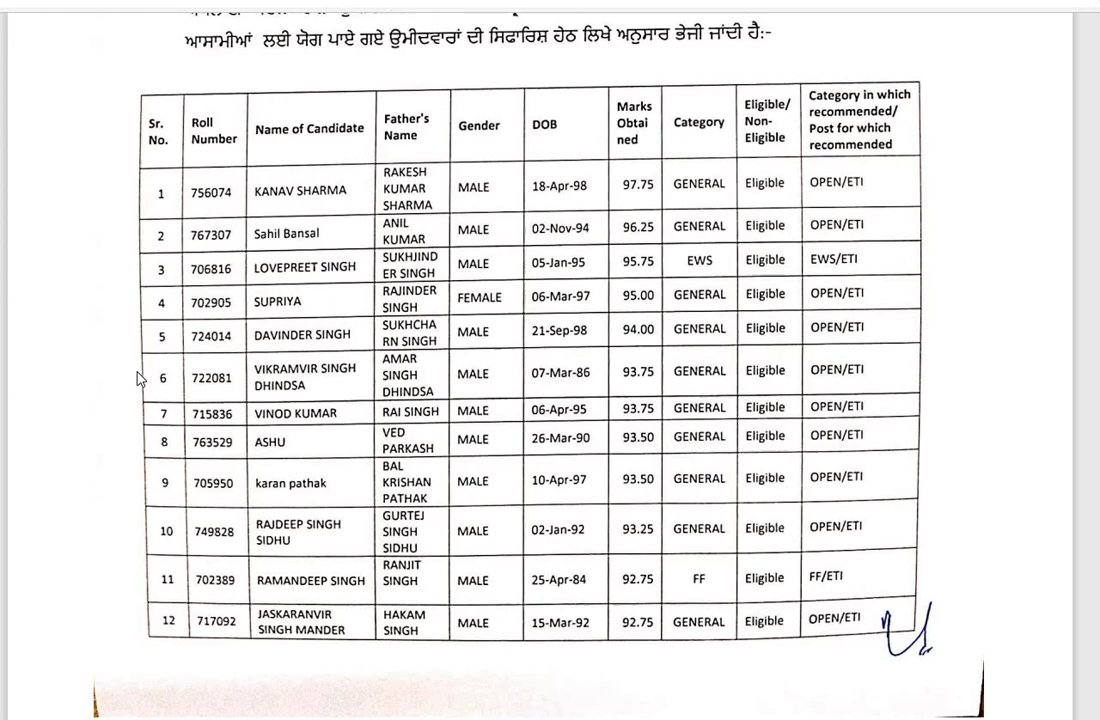 ਆਸਾਮੀਆਂ ਲਈ ਯੋਗ ਪਾਏ ਗਏ ਉਮੀਦਵਾਰਾਂ ਦੀ ਸਿਫਾਰਿਸ਼ ਹੇਠ ਲਿਖੇ ਅਨੁਸਾਰ ਭੇਜੀ ਜਾਂਦੀ ਹੈ:-
Sr. No. Roll Number Name of Candidate Father's Name Gender DOB Marks Obtai ned Category Eligible/ Non- Eligible Category in which recommended/ Post for which recommended
1 756074 KANAV SHARMA RAKESH KUMAR SHARMA MALE 18-Apr-98 97.75 GENERAL Eligible OPEN/ETI
2 767307 Sahil Bansal ANIL KUMAR MALE 02-Nov-94 96.25 GENERAL Eligible OPEN/ETI
3 706816 LOVEPREET SINGH SUKHJIND ER SINGH MALE 05-Jan-95 95.75 EWS Eligible EWS/ETI
4 702905 SUPRIYA RAJINDER SINGH FEMALE 06-Mar-97 95.00 GENERAL Eligible OPEN/ETI
5 724014 DAVINDER SINGH SUKHCHA RN SINGH MALE 21-Sep-98 94.00 GENERAL Eligible OPEN/ETI
6 722081 VIKRAMVIR SINGH DHINDSA AMAR SINGH DHINDSA MALE 07-Mar-86 93.75 GENERAL Eligible OPEN/ETI
7 715836 VINOD KUMAR RAI SINGH MALE 06-Apr-95 93.75 GENERAL Eligible OPEN/ETI
8 763529 ASHU VED PARKASH MALE 26-Mar-90 93.50 GENERAL Eligible OPEN/ETI
9 705950 karan pathak BAL KRISHAN PATHAK MALE 10-Apr-97 93.50 GENERAL Eligible OPEN/ETI
10 749828 RAJDEEP SINGH SIDHU GURTEJ SINGH SIDHU MALE 02-Jan-92 93.25 GENERAL Eligible OPEN/ETI
11 702389 RAMANDEEP SINGH RANJIT SINGH MALE 25-Apr-84 92.75 FF Eligible FF/ETI
12 717092 JASKARANVIR SINGH MANDER HAKAM SINGH MALE 15-Mar-92 92.75 GENERAL Eligible OPEN/ETI